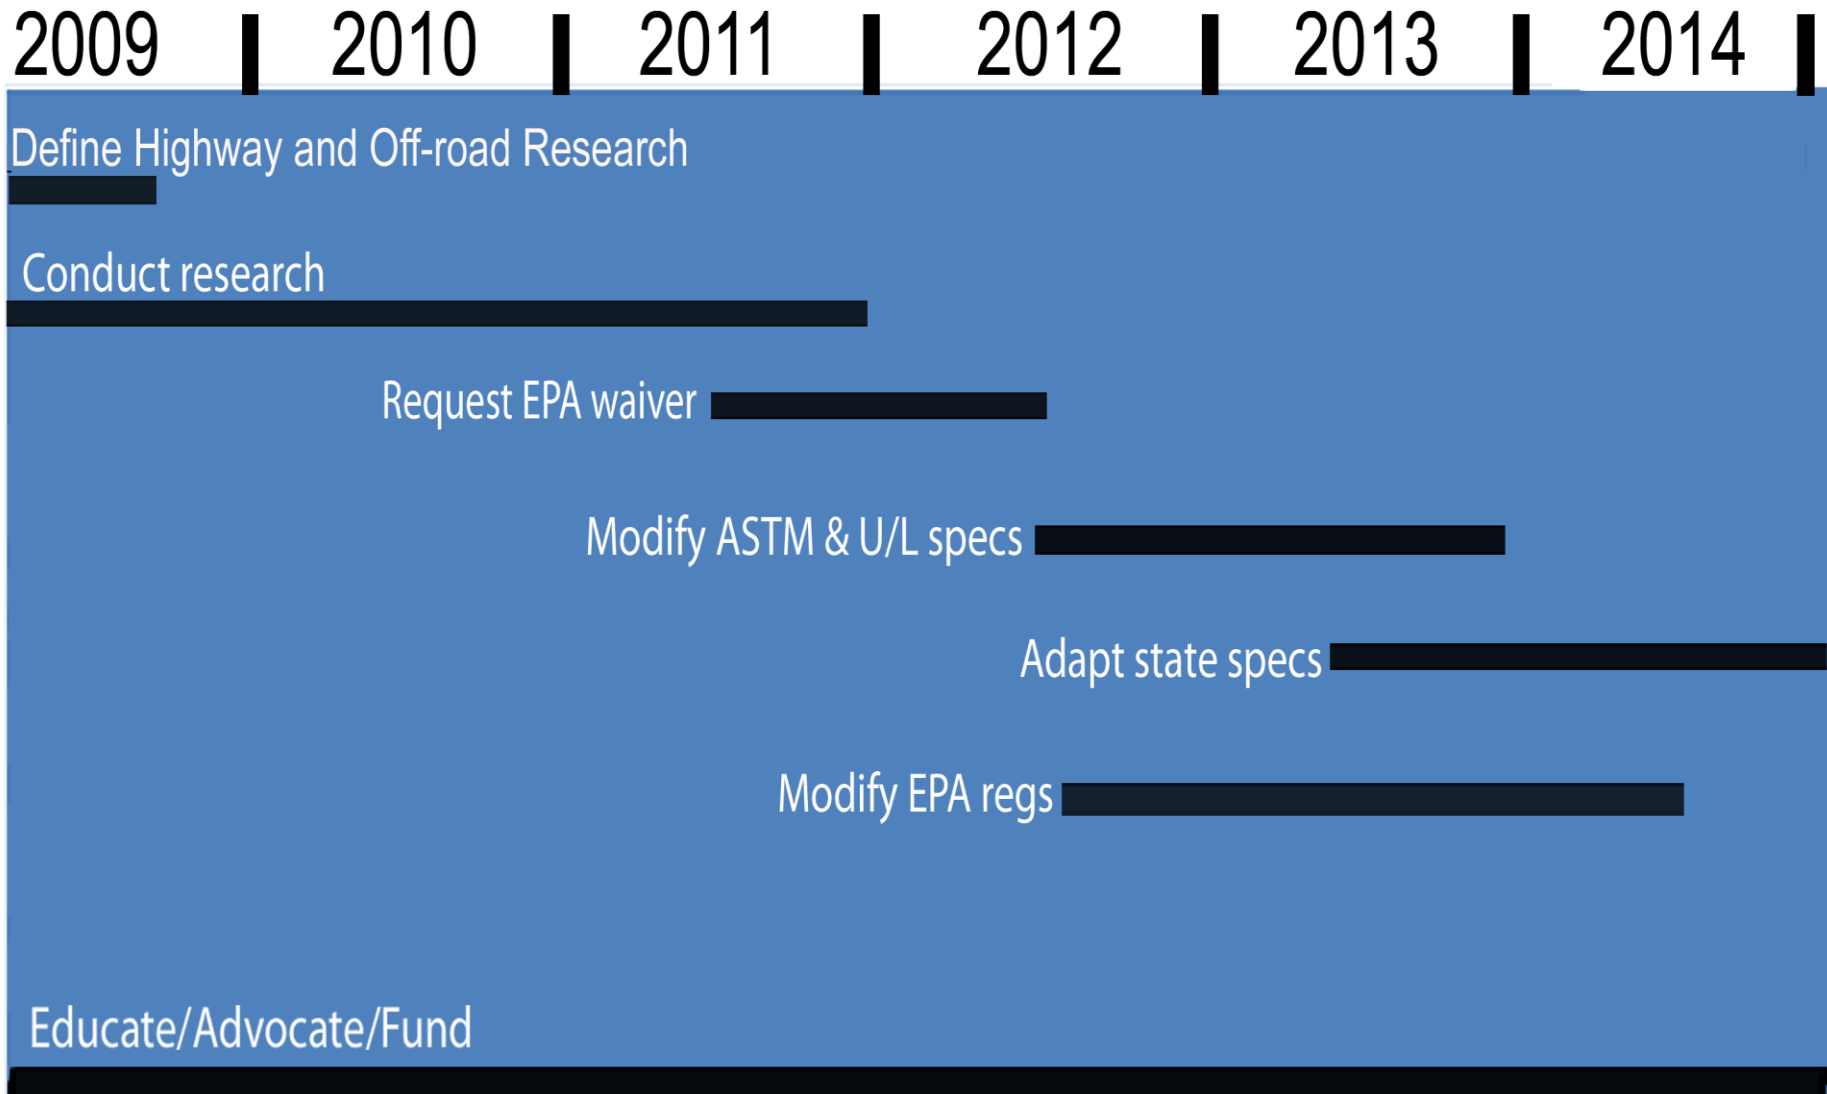 2009 2010 2011 2012 2013 2014
Define Highway and Off-road Research
Conduct research
Request EPA waiver
Modify ASTM & U/L specs
Adapt state specs
Modify EPA regs
Educate/Advocate/Fund